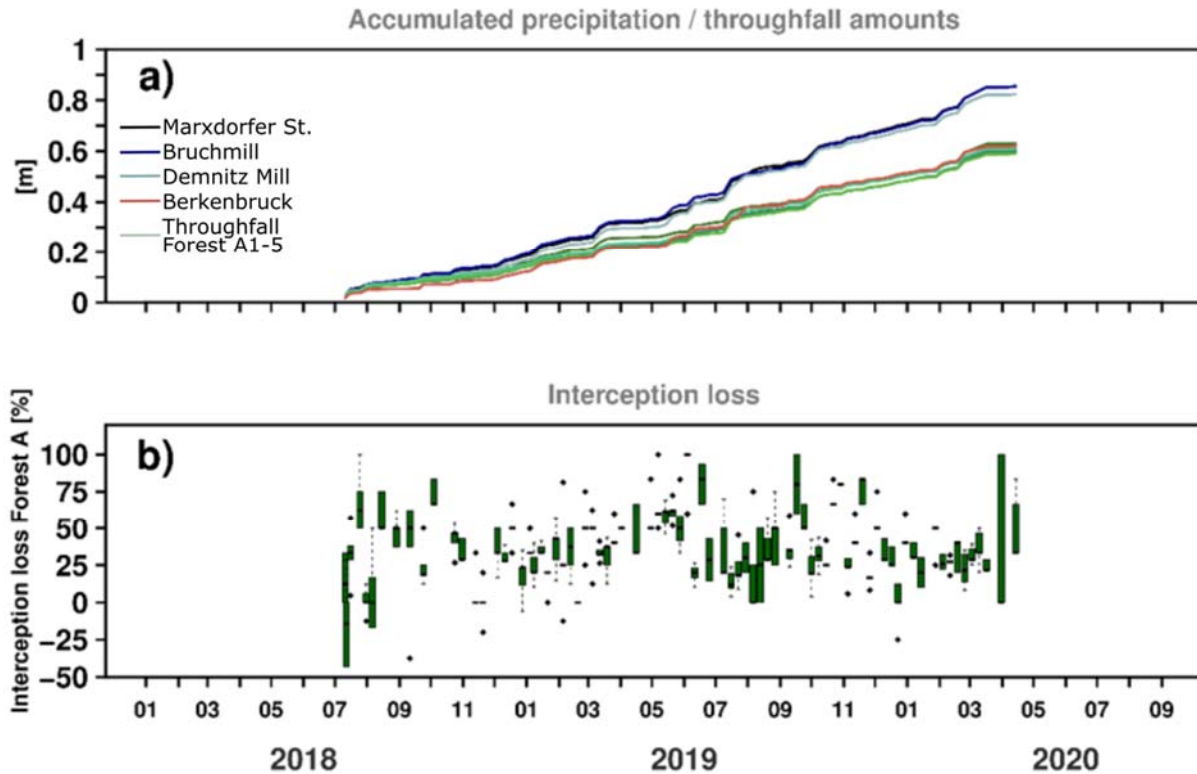 Accumulated precipitation / throughfall amounts
a)
1
0.8
0.6
0.4
0.2
0
[m]
Marxdorfer St.
Bruchmill
Demnitz Mill
Berkenbruck
Throughfall
Forest A1-5
Interception loss
b)
Interception loss Forest A [%]
100
75
50
25
0
-25
-50
01 03 05 07 09 11 01 03 05 07 09 11 01 03 05 07 09
2018 2019 2020